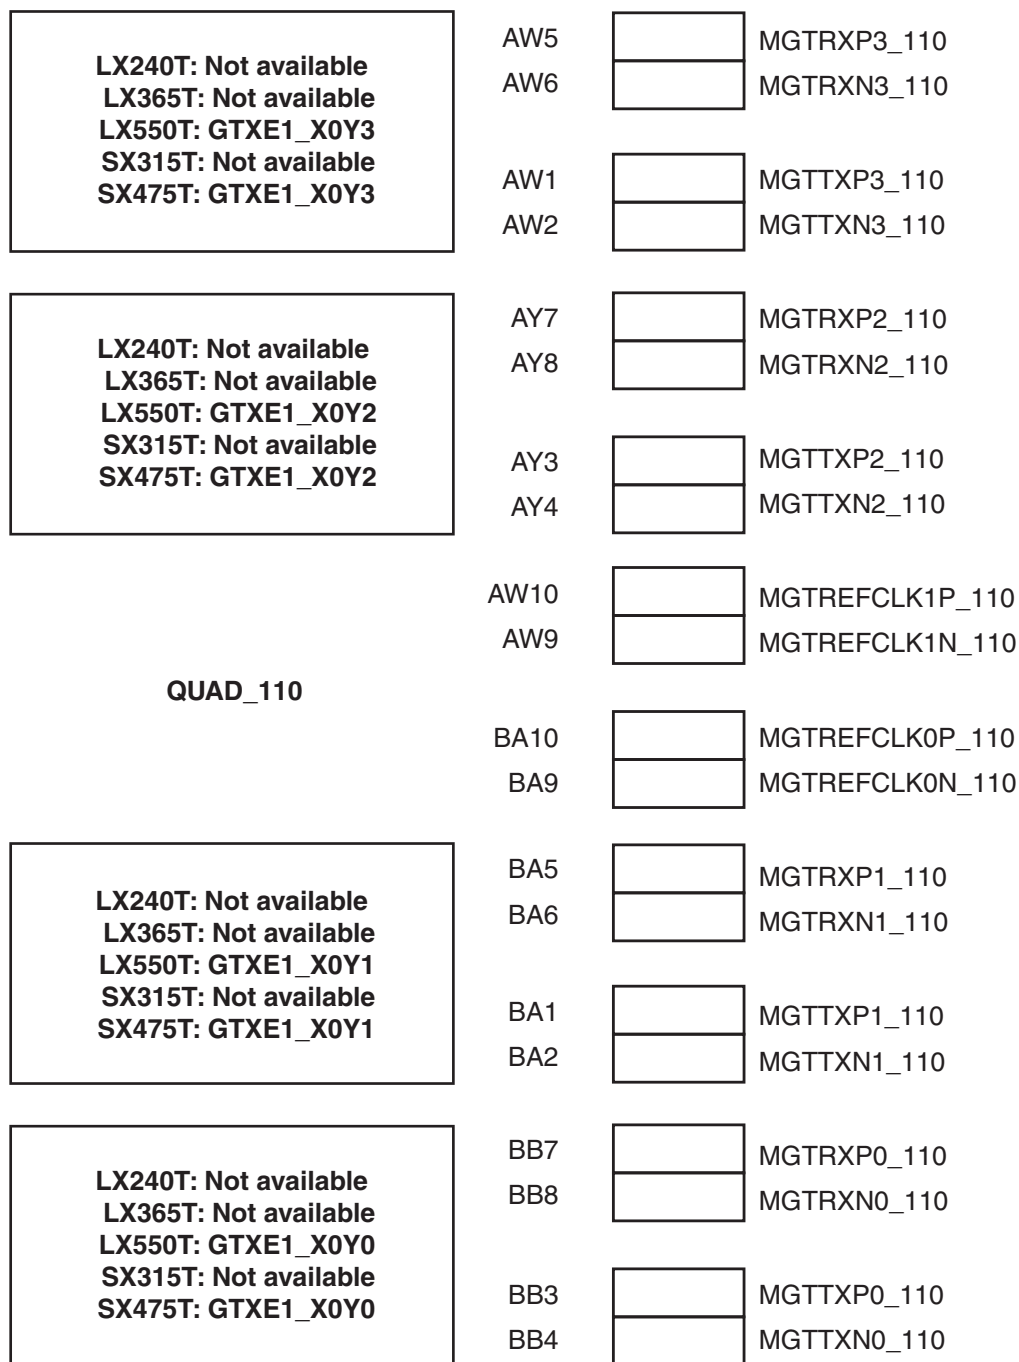 LX240T: Not available
LX365T: Not available
LX550T: GTXE1_X0Y3
SX315T: Not available
SX475T: GTXE1_X0Y3
AW5 MGTRXP3_110
AW6 MGTRXN3_110
AW1 MGTTXP3_110
AW2 MGTTXN3_110
LX240T: Not available
LX365T: Not available
LX550T: GTXE1_X0Y2
SX315T: Not available
SX475T: GTXE1_X0Y2
AY7 MGTRXP2_110
AY8 MGTRXN2_110
AY3 MGTTXP2_110
AY4 MGTTXN2_110
QUAD_110
AW10 MGTREFCLK1P_110
AW9 MGTREFCLK1N_110
BA10 MGTREFCLK0P_110
BA9 MGTREFCLK0N_110
LX240T: Not available
LX365T: Not available
LX550T: GTXE1_X0Y1
SX315T: Not available
SX475T: GTXE1_X0Y1
BA5 MGTRXP1_110
BA6 MGTRXN1_110
BA1 MGTTXP1_110
BA2 MGTTXN1_110
LX240T: Not available
LX365T: Not available
LX550T: GTXE1_X0Y0
SX315T: Not available
SX475T: GTXE1_X0Y0
BB7 MGTRXP0_110
BB8 MGTRXN0_110
BB3 MGTTXP0_110
BB4 MGTTXN0_110